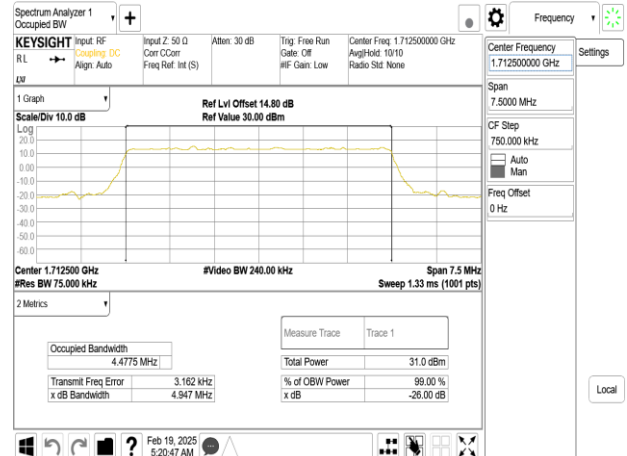 Spectrum Analyzer 1
Occupied BW
Frequency
KEYSIGHT
RL
LXI
Input: RF
Coupling: DC
Align: Auto
Input Z: 50 Ω
Corr CCorr
Freq Ref: Int (S)
Atten: 30 dB
Trig: Free Run
Gate: Off
#IF Gain: Low
Center Freq: 1.712500000 GHz
Avg|Hold: 10/10
Radio Std: None
Center Frequency
1.712500000 GHz
Settings
Span
7.5000 MHz
CF Step
750.000 kHz
Auto
Man
Freq Offset
0 Hz
Local
1 Graph
Scale/Div 10.0 dB
Ref Lvl Offset 14.80 dB
Ref Value 30.00 dBm
Log
20.0
10.0
0.00
-10.0
-20.0
-30.0
-40.0
-50.0
-60.0
Center 1.712500 GHz
#Video BW 240.00 kHz
Span 7.5 MHz
#Res BW 75.000 kHz
Sweep 1.33 ms (1001 pts)
2 Metrics
Measure Trace
Trace 1
Occupied Bandwidth
4.4775 MHz
Total Power
31.0 dBm
Transmit Freq Error
3.162 kHz
% of OBW Power
99.00 %
x dB Bandwidth
4.947 MHz
x dB
-26.00 dB
?
Feb 19, 2025
5:20:47 AM